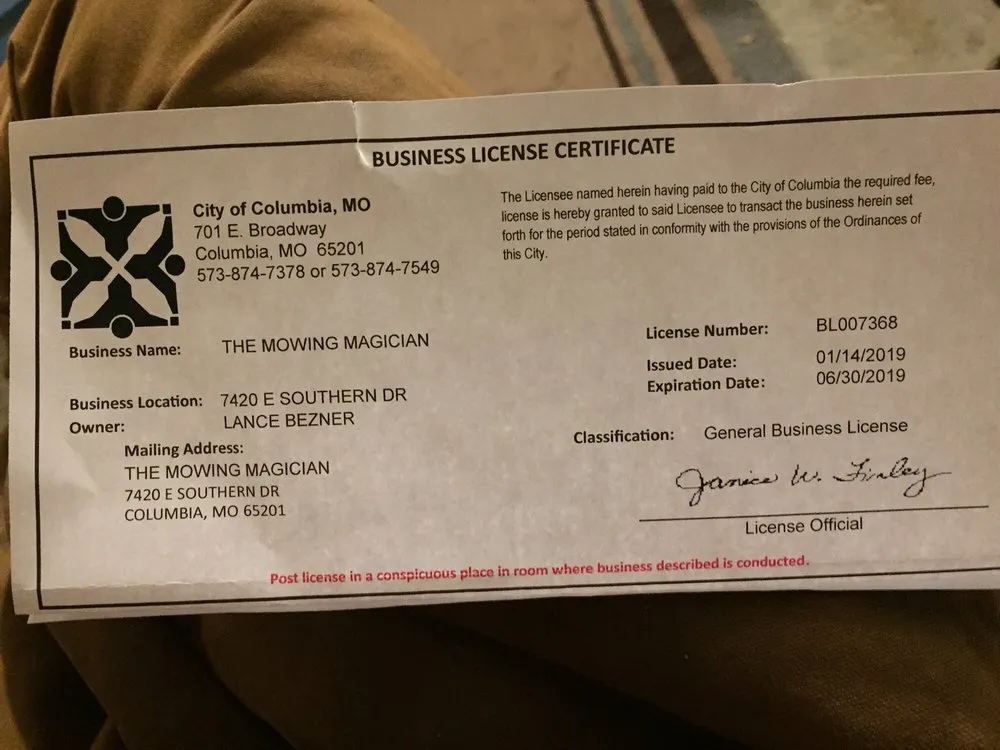 BUSINESS LICENSE CERTIFICATE
City of Columbia, MO
701 E. Broadway
Columbia, MO 65201
573-874-7378 or 573-874-7549
The Licensee named herein having paid to the City of Columbia the required fee,
license is hereby granted to said Licensee to transact the business herein set
forth for the period stated in conformity with the provisions of the Ordinances of
this City.
Business Name: THE MOWING MAGICIAN
Business Location: 7420 E SOUTHERN DR
Owner: LANCE BEZNER
Mailing Address:
THE MOWING MAGICIAN
7420 E SOUTHERN DR
COLUMBIA, MO 65201
License Number: BL007368
Issued Date: 01/14/2019
Expiration Date: 06/30/2019
Classification: General Business License
Janice W. Finley
License Official
Post license in a conspicuous place in room where business described is conducted.